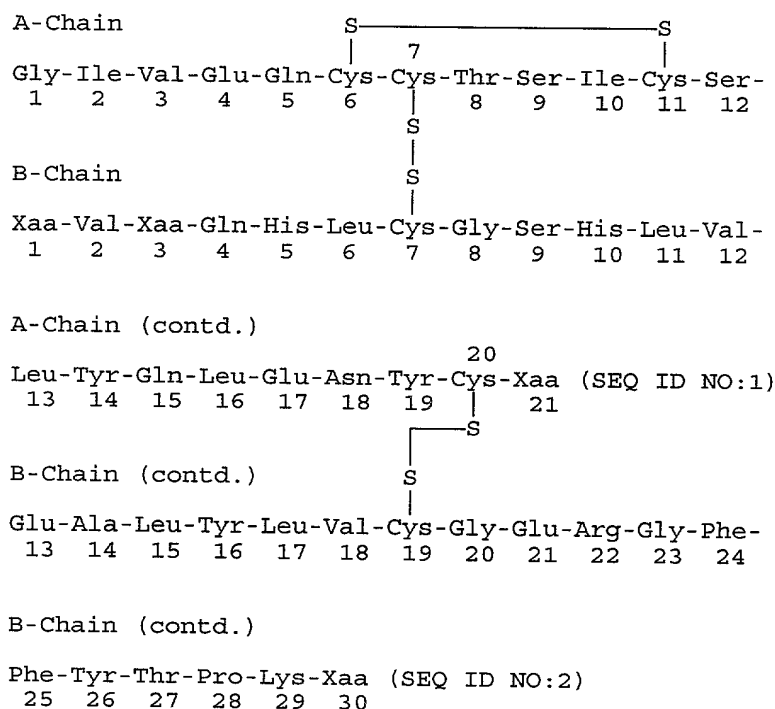 A-Chain
S S
7
Gly-Ile-Val-Glu-Gln-Cys-Cys-Thr-Ser-Ile-Cys-Ser-
1 2 3 4 5 6 8 9 10 11 12
S
S
B-Chain
Xaa-Val-Xaa-Gln-His-Leu-Cys-Gly-Ser-His-Leu-Val-
1 2 3 4 5 6 7 8 9 10 11 12
A-Chain (contd.)
20
Leu-Tyr-Gln-Leu-Glu-Asn-Tyr-Cys-Xaa (SEQ ID NO:1)
13 14 15 16 17 18 19 21
S
S
B-Chain (contd.)
Glu-Ala-Leu-Tyr-Leu-Val-Cys-Gly-Glu-Arg-Gly-Phe-
13 14 15 16 17 18 19 20 21 22 23 24
B-Chain (contd.)
Phe-Tyr-Thr-Pro-Lys-Xaa (SEQ ID NO:2)
25 26 27 28 29 30